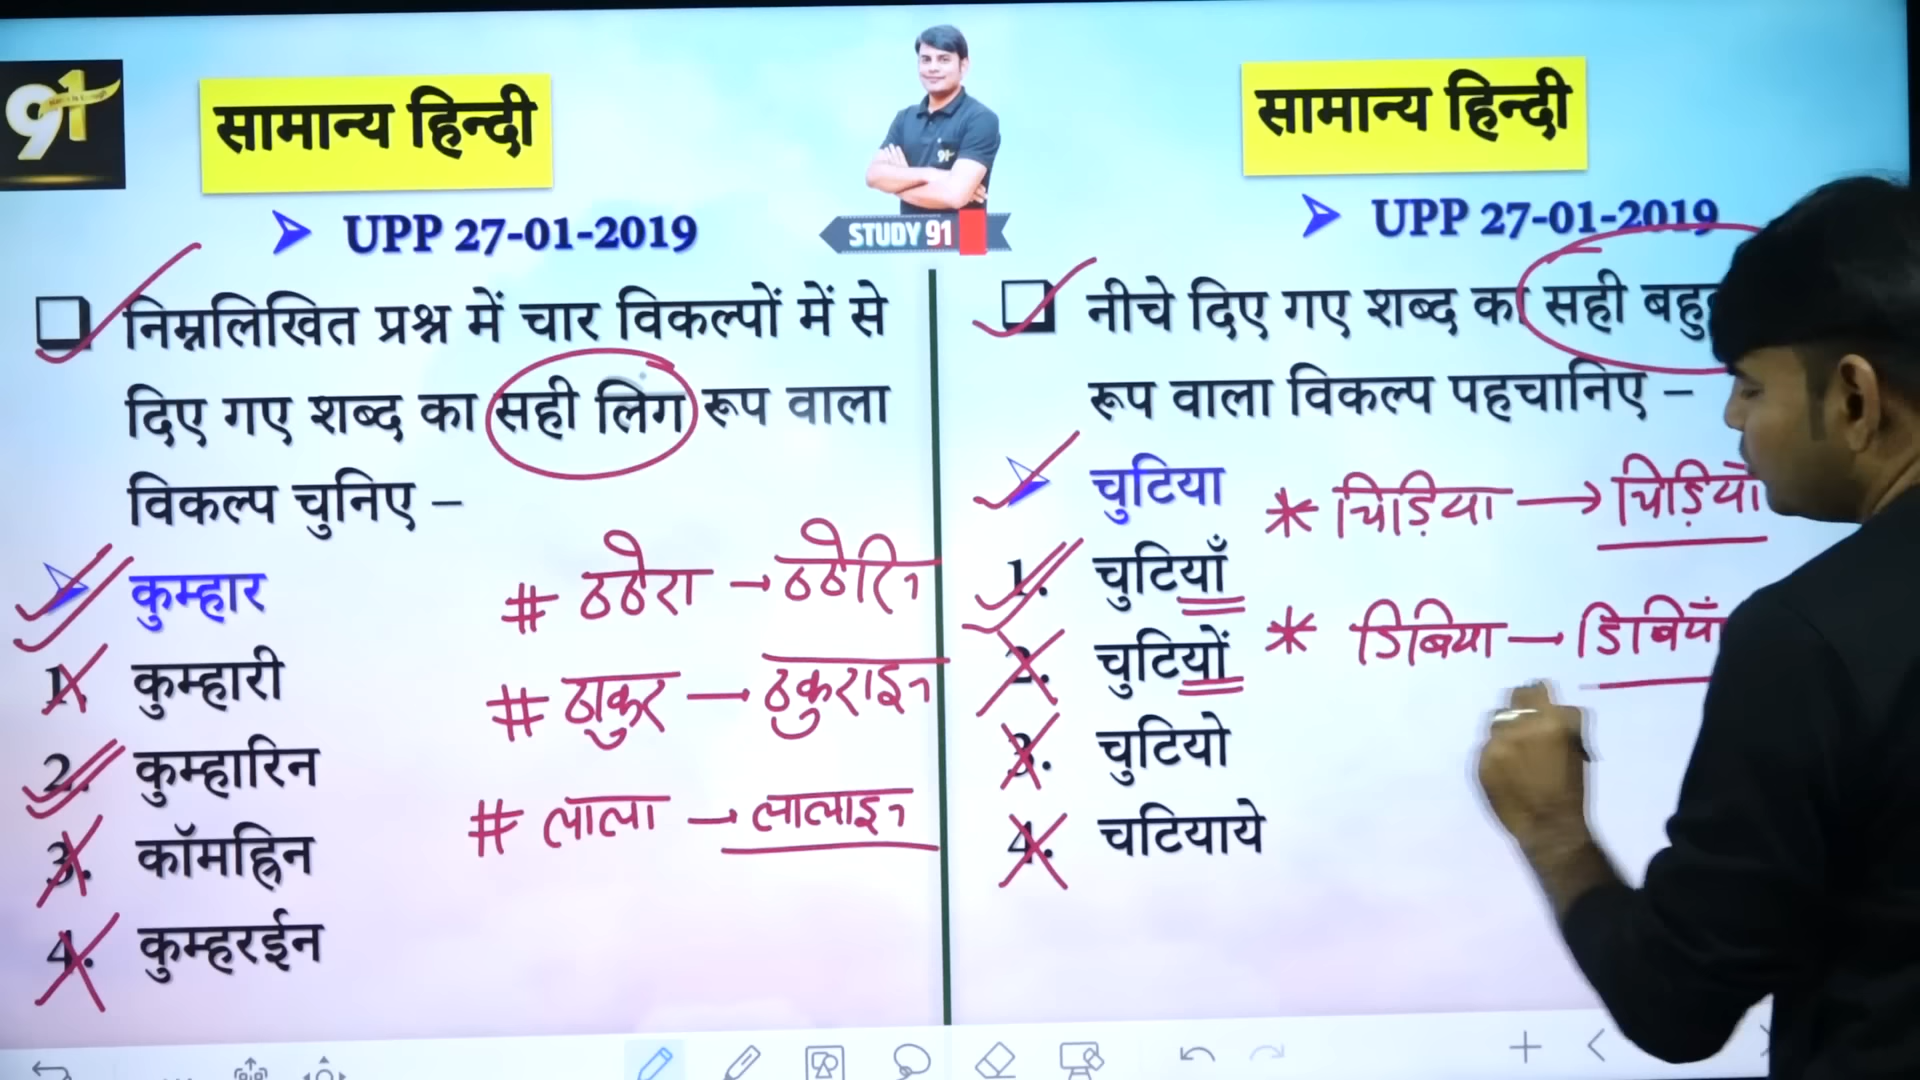 91
सामान्य हिन्दी
UPP 27-01-2019
निम्नलिखित प्रश्न में चार विकल्पों में से
दिए गए शब्द का सही लिंग रूप वाला
विकल्प चुनिए –
कुम्हार
1. कुम्हारी
2. कुम्हारिन
3. कॉमह्रिन
4. कुम्हरईन
# ठठेरा → ठठेरिन
# ठाकुर → ठकुराइन
# लाला → लालाइन
91
STUDY 91
सामान्य हिन्दी
UPP 27-01-2019
नीचे दिए गए शब्द का सही बहु
रूप वाला विकल्प पहचानिए –
चुटिया
1. चुटियाँ
2. चुटियों
3. चुटियो
4. चटियाये
* चिड़िया → चिड़ियाँ
* डिबिया → डिबियाँ